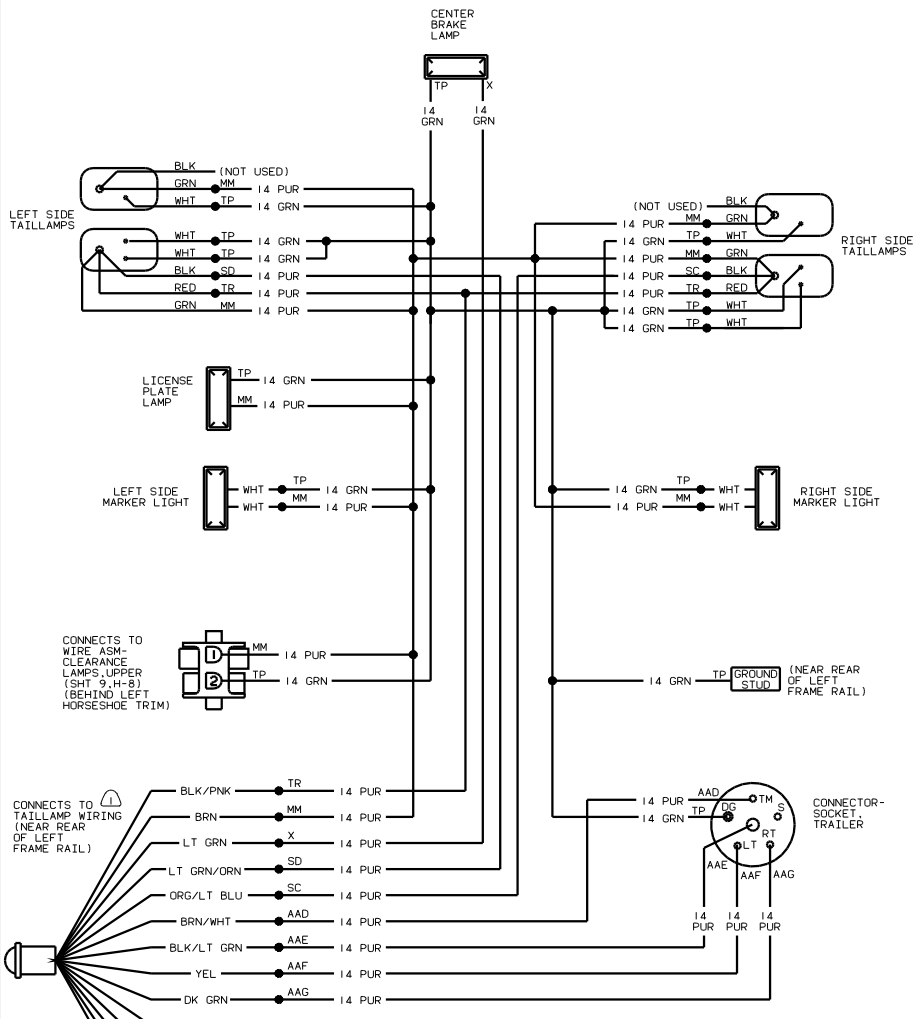 CENTER
BRAKE
LAMP
TP X
14 GRN
14 GRN
LEFT SIDE
TAILLAMPS
BLK (NOT USED)
GRN MM 14 PUR
WHT TP 14 GRN
WHT TP 14 GRN
WHT TP 14 GRN
BLK SD 14 PUR
RED TR 14 PUR
GRN MM 14 PUR
(NOT USED) BLK
14 PUR MM GRN
14 GRN TP WHT
14 PUR MM GRN
14 PUR SC BLK
14 PUR TR RED
14 GRN TP WHT
14 GRN TP WHT
RIGHT SIDE
TAILLAMPS
LICENSE
PLATE
LAMP
TP 14 GRN
MM 14 PUR
LEFT SIDE
MARKER LIGHT
WHT TP 14 GRN
WHT MM 14 PUR
14 GRN TP WHT
14 PUR MM WHT
RIGHT SIDE
MARKER LIGHT
CONNECTS TO
WIRE ASM-
CLEARANCE
LAMPS,UPPER
(SHT 9,H-8)
(BEHIND LEFT
HORSESHOE TRIM)
1 MM 14 PUR
2 TP 14 GRN
14 GRN TP GROUND
STUD
(NEAR REAR
OF LEFT
FRAME RAIL)
CONNECTS TO 1
TAILLAMP WIRING
(NEAR REAR
OF LEFT
FRAME RAIL)
BLK/PNK TR 14 PUR
BRN MM 14 PUR
LT GRN X 14 PUR
LT GRN/ORN SD 14 PUR
ORG/LT BLU SC 14 PUR
BRN/WHT AAD 14 PUR
BLK/LT GRN AAE 14 PUR
YEL AAF 14 PUR
DK GRN AAG 14 PUR
14 PUR AAD TM
14 GRN TP DG S
RT
LT
AAE AAF AAG
14 PUR
14 PUR
14 PUR
CONNECTOR-
SOCKET,
TRAILER